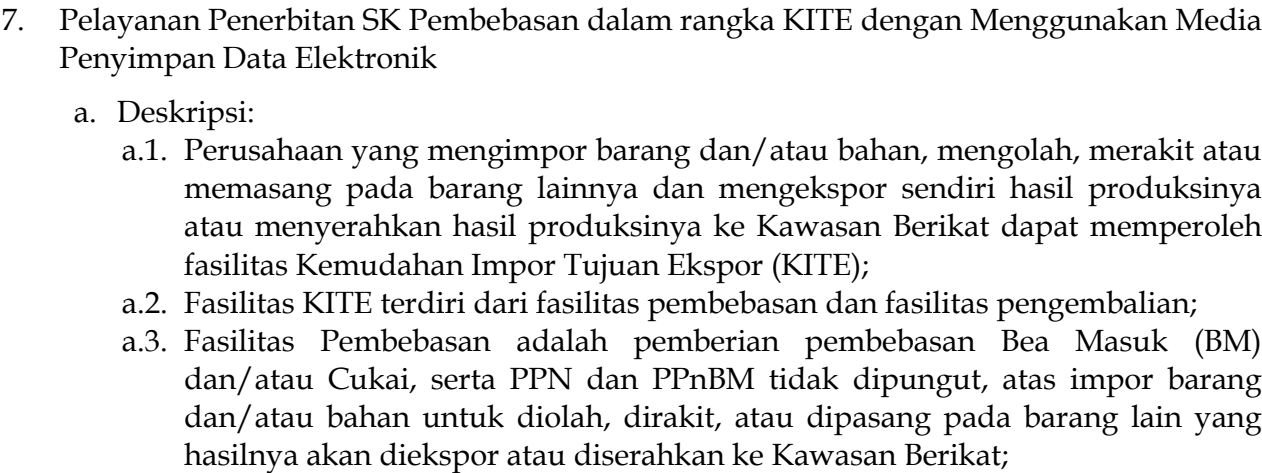 7. Pelayanan Penerbitan SK Pembebasan dalam rangka KITE dengan Menggunakan Media
Penyimpan Data Elektronik
a. Deskripsi:
a.1. Perusahaan yang mengimpor barang dan/atau bahan, mengolah, merakit atau
memasang pada barang lainnya dan mengekspor sendiri hasil produksinya
atau menyerahkan hasil produksinya ke Kawasan Berikat dapat memperoleh
fasilitas Kemudahan Impor Tujuan Ekspor (KITE);
a.2. Fasilitas KITE terdiri dari fasilitas pembebasan dan fasilitas pengembalian;
a.3. Fasilitas Pembebasan adalah pemberian pembebasan Bea Masuk (BM)
dan/atau Cukai, serta PPN dan PPnBM tidak dipungut, atas impor barang
dan/atau bahan untuk diolah, dirakit, atau dipasang pada barang lain yang
hasilnya akan diekspor atau diserahkan ke Kawasan Berikat;